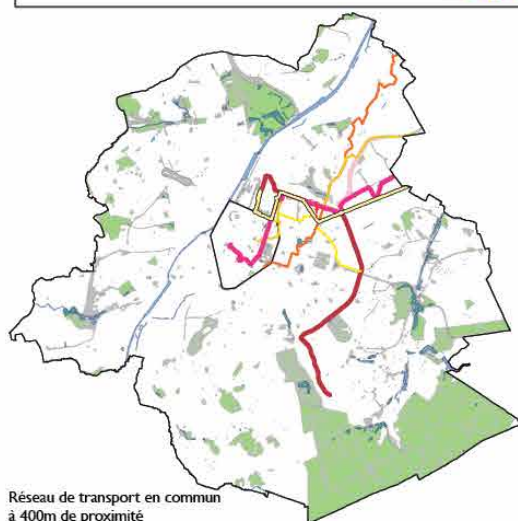 Réseau de transport en commun
à 400m de proximité